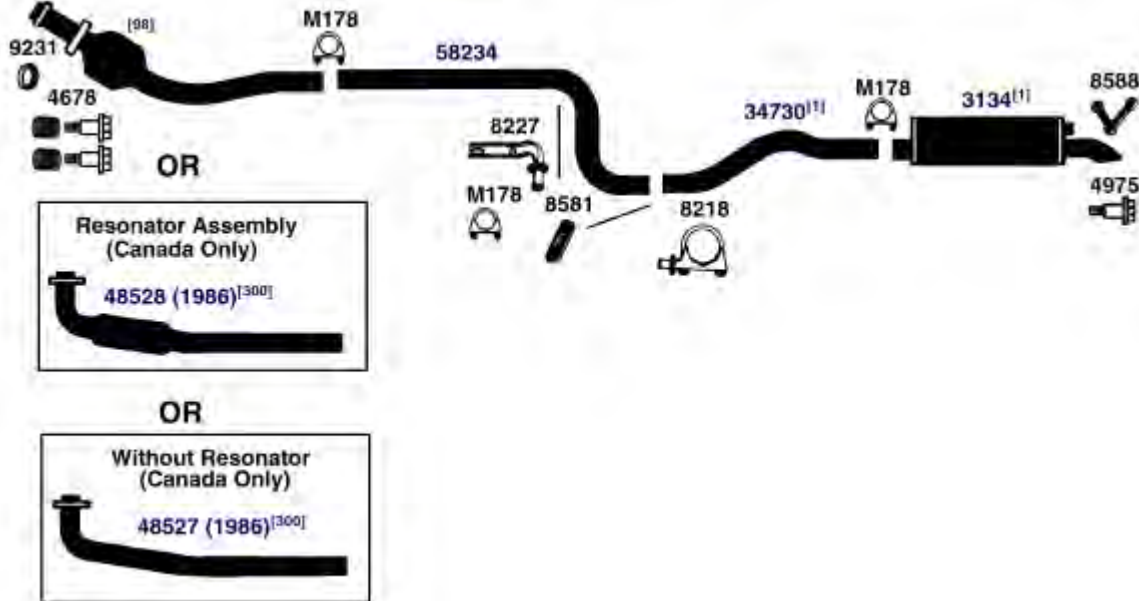 [98]
M178
9231
58234
4678
34730[1]
M178
3134[1]
8588
8227
OR
M178
8581
8218
4975
Resonator Assembly
(Canada Only)
48528 (1986)[300]
OR
Without Resonator
(Canada Only)
48527 (1986)[300]